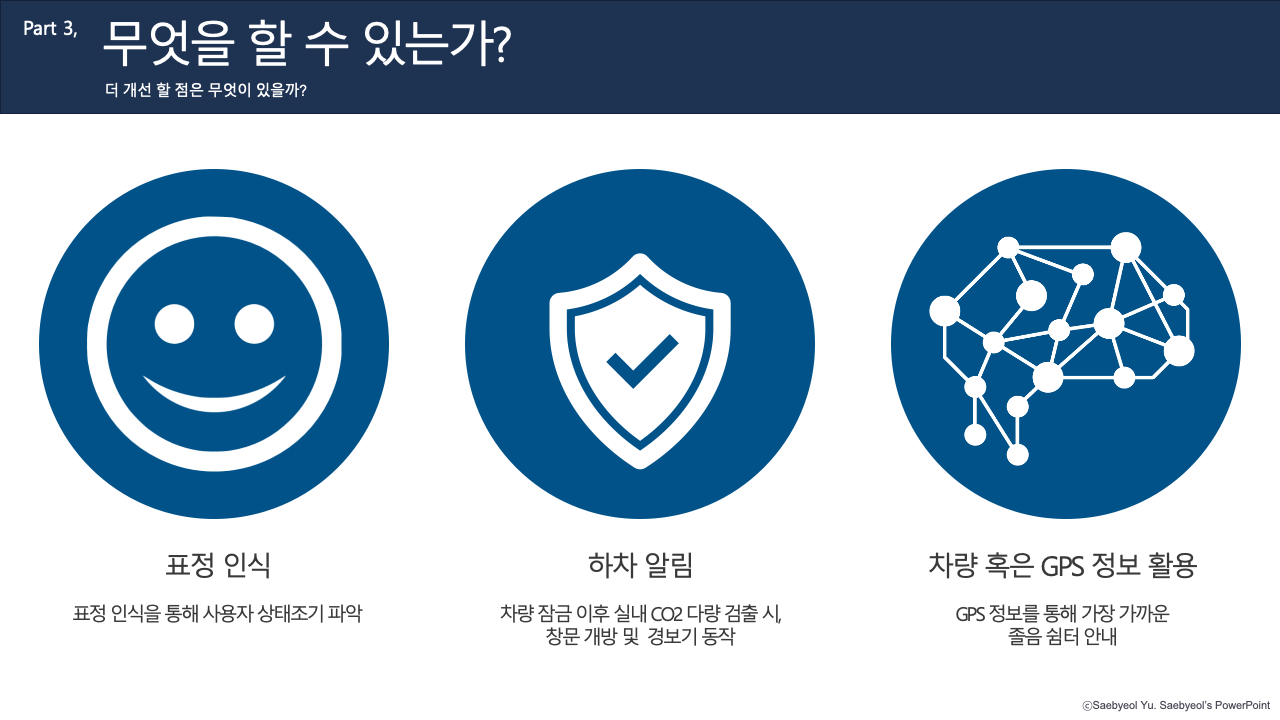 Part 3,
무엇을 할 수 있는가?
더 개선 할 점은 무엇이 있을까?
표정 인식
표정 인식을 통해 사용자 상태조기 파악
하차 알림
차량 잠금 이후 실내 CO2 다량 검출 시,
창문 개방 및 경보기 동작
차량 혹은 GPS 정보 활용
GPS 정보를 통해 가장 가까운
졸음 쉼터 안내
ⓒSaebyeol Yu. Saebyeol's PowerPoint